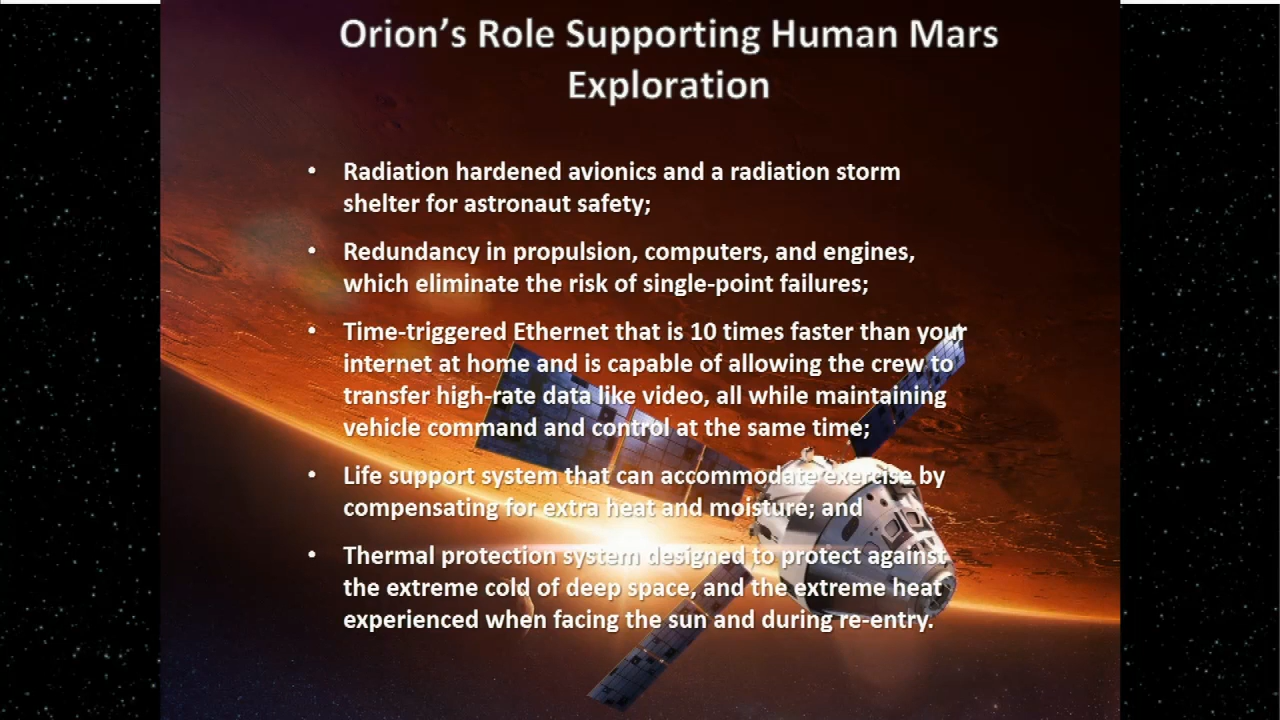 Orion’s Role Supporting Human Mars
Exploration
• Radiation hardened avionics and a radiation storm
shelter for astronaut safety;
• Redundancy in propulsion, computers, and engines,
which eliminate the risk of single-point failures;
• Time-triggered Ethernet that is 10 times faster than your
internet at home and is capable of allowing the crew to
transfer high-rate data like video, all while maintaining
vehicle command and control at the same time;
• Life support system that can accommodate exercise by
compensating for extra heat and moisture; and
• Thermal protection system designed to protect against
the extreme cold of deep space, and the extreme heat
experienced when facing the sun and during re-entry.